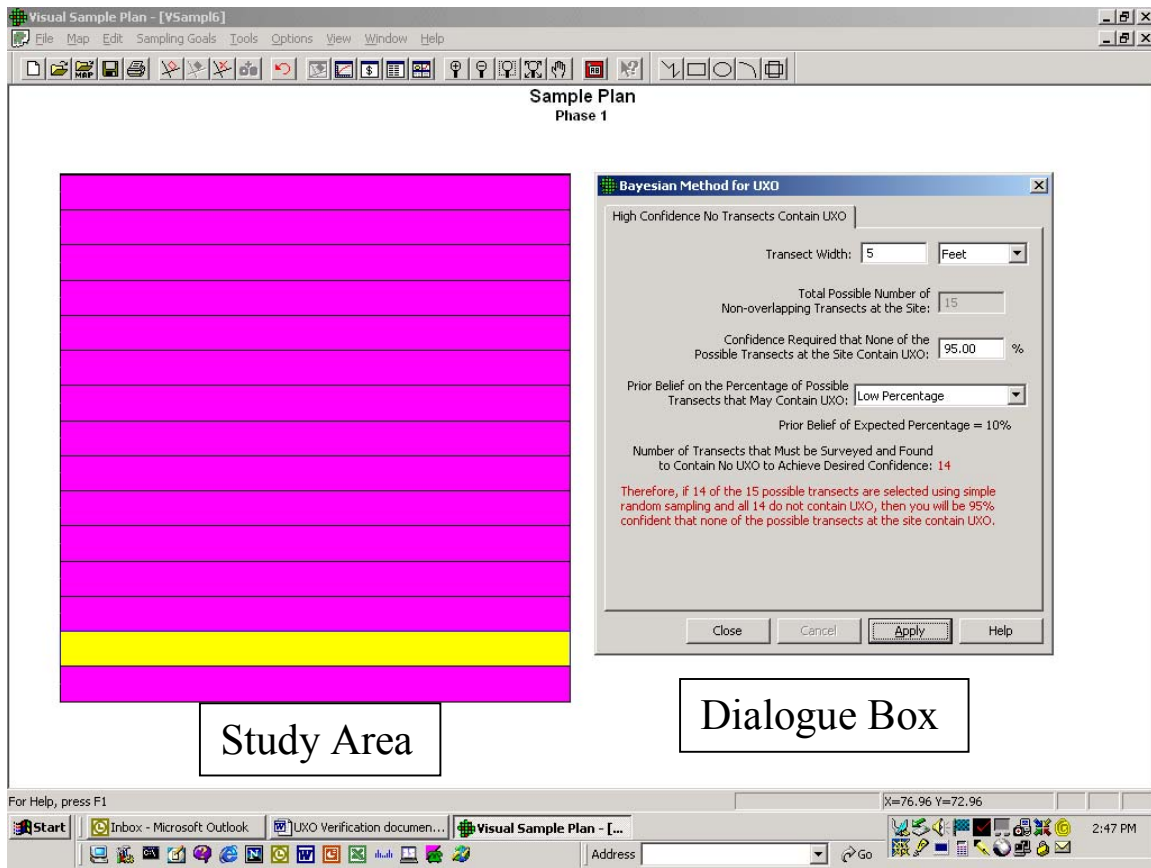 Visual Sample Plan - [VSampl6]
File Map Edit Sampling Goals Tools Options View Window Help
MAP
Sample Plan
Phase 1
Bayesian Method for UXO
High Confidence No Transects Contain UXO
Transect Width: 5 Feet
Total Possible Number of
Non-overlapping Transects at the Site: 15
Confidence Required that None of the
Possible Transects at the Site Contain UXO: 95.00 %
Prior Belief on the Percentage of Possible
Transects that May Contain UXO: Low Percentage
Prior Belief of Expected Percentage = 10%
Number of Transects that Must be Surveyed and Found
to Contain No UXO to Achieve Desired Confidence: 14
Therefore, if 14 of the 15 possible transects are selected using simple
random sampling and all 14 do not contain UXO, then you will be 95%
confident that none of the possible transects at the site contain UXO.
Close Cancel Apply Help
Study Area
Dialogue Box
For Help, press F1
X=76.96 Y=72.96
Start Inbox - Microsoft Outlook UXO Verification documen... Visual Sample Plan - [... 2:47 PM
Address Go